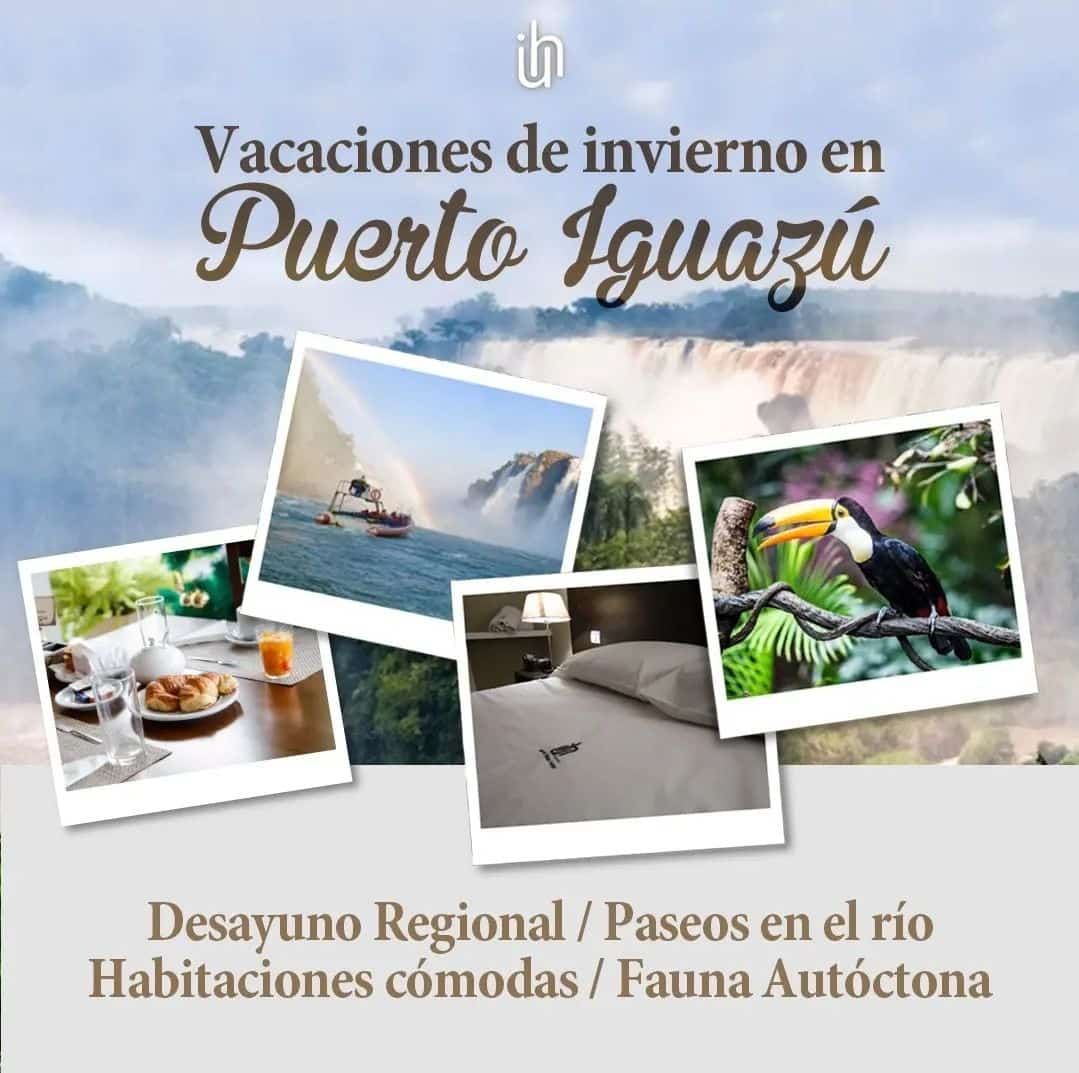 Vacaciones de invierno en
Puerto Iguazú
Desayuno Regional / Paseos en el río
Habitaciones cómodas / Fauna Autóctona